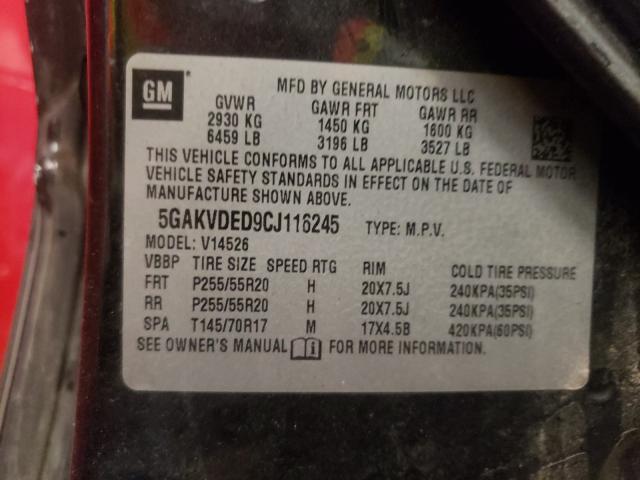 GM
MFD BY GENERAL MOTORS LLC
GVWR GAWR FRT GAWR RR
2930 KG 1450 KG 1600 KG
6459 LB 3196 LB 3527 LB
THIS VEHICLE CONFORMS TO ALL APPLICABLE U.S. FEDERAL MOTOR
VEHICLE SAFETY STANDARDS IN EFFECT ON THE DATE OF
MANUFACTURE SHOWN ABOVE.
5GAKVDED9CJ116245 TYPE: M.P.V.
MODEL: V14526
VBBP TIRE SIZE SPEED RTG RIM COLD TIRE PRESSURE
FRT P255/55R20 H 20X7.5J 240KPA(35PSI)
RR P255/55R20 H 20X7.5J 240KPA(35PSI)
SPA T145/70R17 M 17X4.5B 420KPA(60PSI)
SEE OWNER'S MANUAL i FOR MORE INFORMATION.